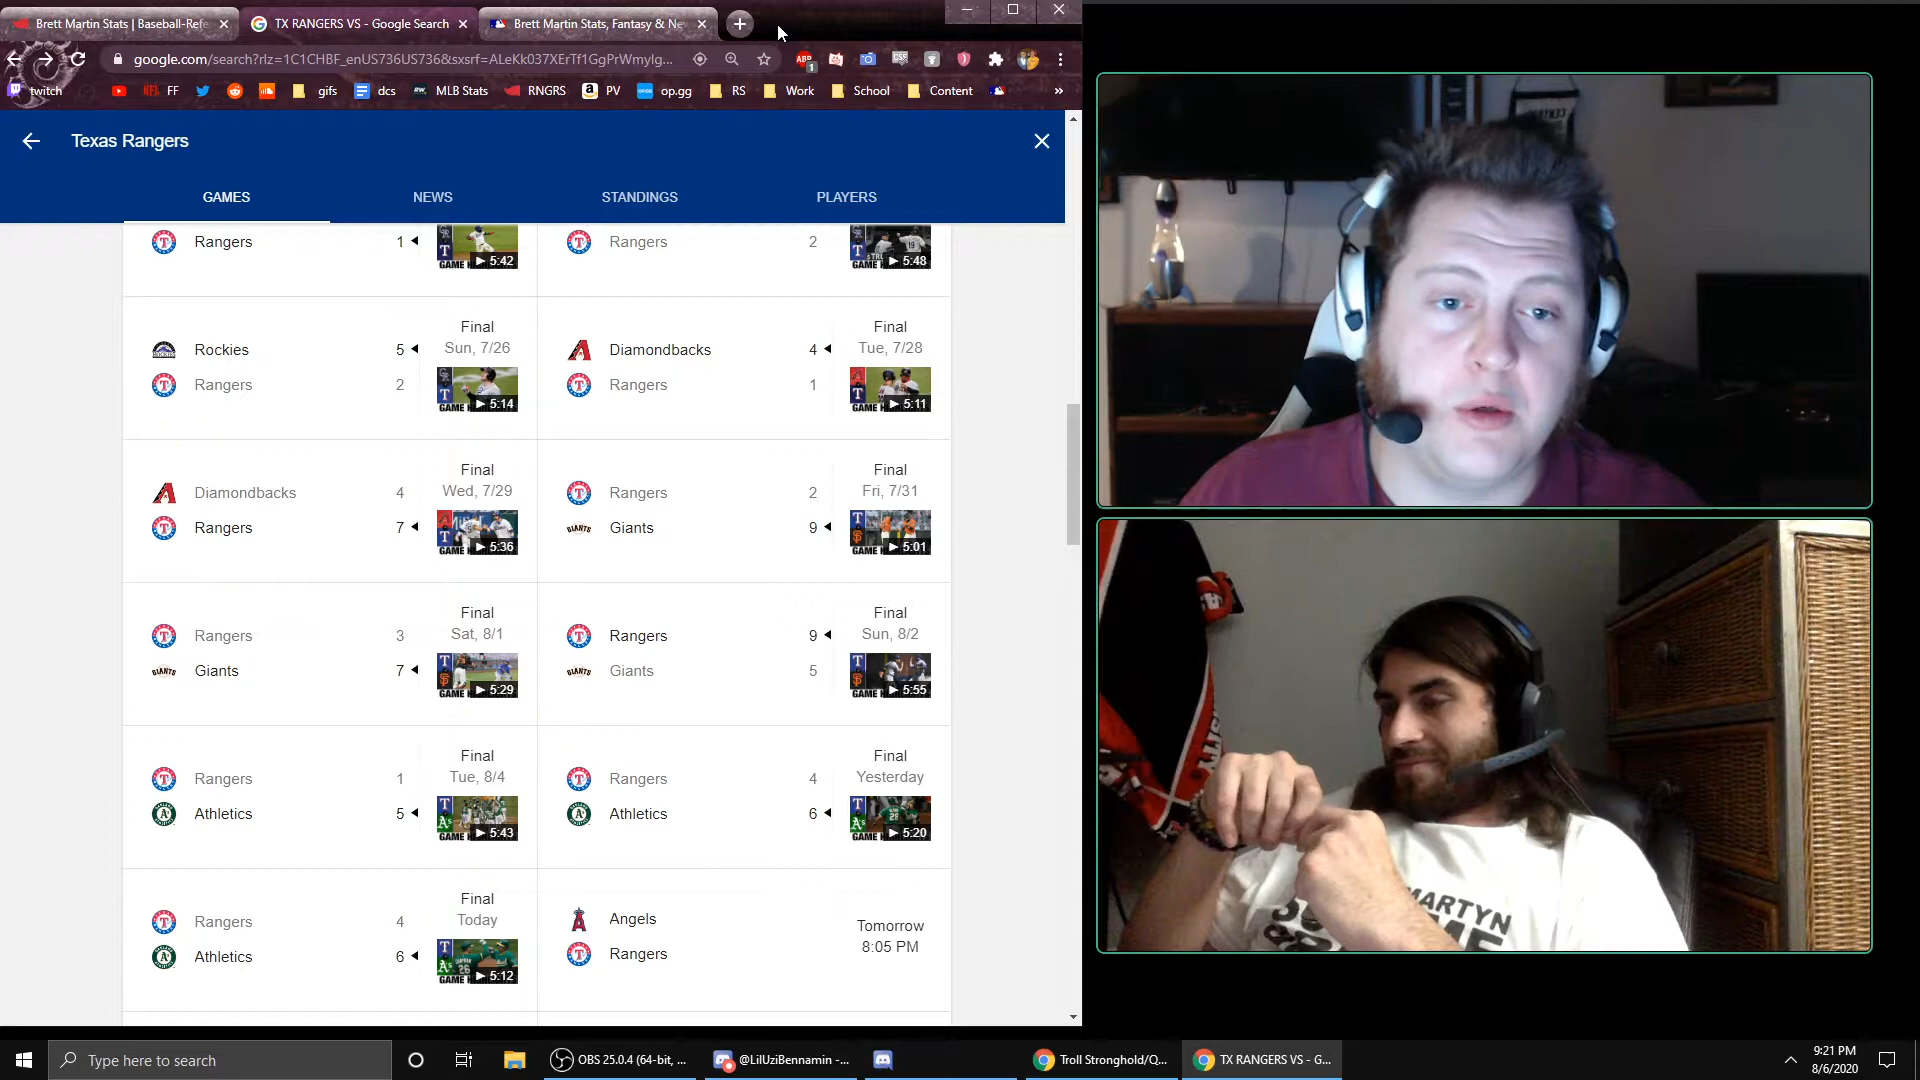 Brett Martin Stats | Baseball-Refe
TX RANGERS VS - Google Search
Brett Martin Stats, Fantasy & Ne
google.com/search?rlz=1C1CHBF_enUS736US736&sxsrf=ALeKk037XErTf1GgPrWmylg...
ABP
1
twitch
NFL FF
gifs
dcs
MLB Stats
RNGRS
PV
op.gg
RS
Work
School
Content
»
Texas Rangers
GAMES
NEWS
STANDINGS
PLAYERS
Rangers 1
5:42
Rangers 2
5:48
Final
Sun, 7/26
Rockies 5
Rangers 2
5:14
Final
Tue, 7/28
Diamondbacks 4
Rangers 1
5:11
Final
Wed, 7/29
Diamondbacks 4
Rangers 7
5:36
Final
Fri, 7/31
Rangers 2
Giants 9
5:01
Final
Sat, 8/1
Rangers 3
Giants 7
5:29
Final
Sun, 8/2
Rangers 9
Giants 5
5:55
Final
Tue, 8/4
Rangers 1
Athletics 5
5:43
Final
Yesterday
Rangers 4
Athletics 6
5:20
Final
Today
Rangers 4
Athletics 6
5:12
Angels
Rangers
Tomorrow
8:05 PM
MARTYN
Type here to search
OBS 25.0.4 (64-bit, ...
@LilUziBennamin -...
Troll Stronghold/Q...
TX RANGERS VS - G...
9:21 PM
8/6/2020